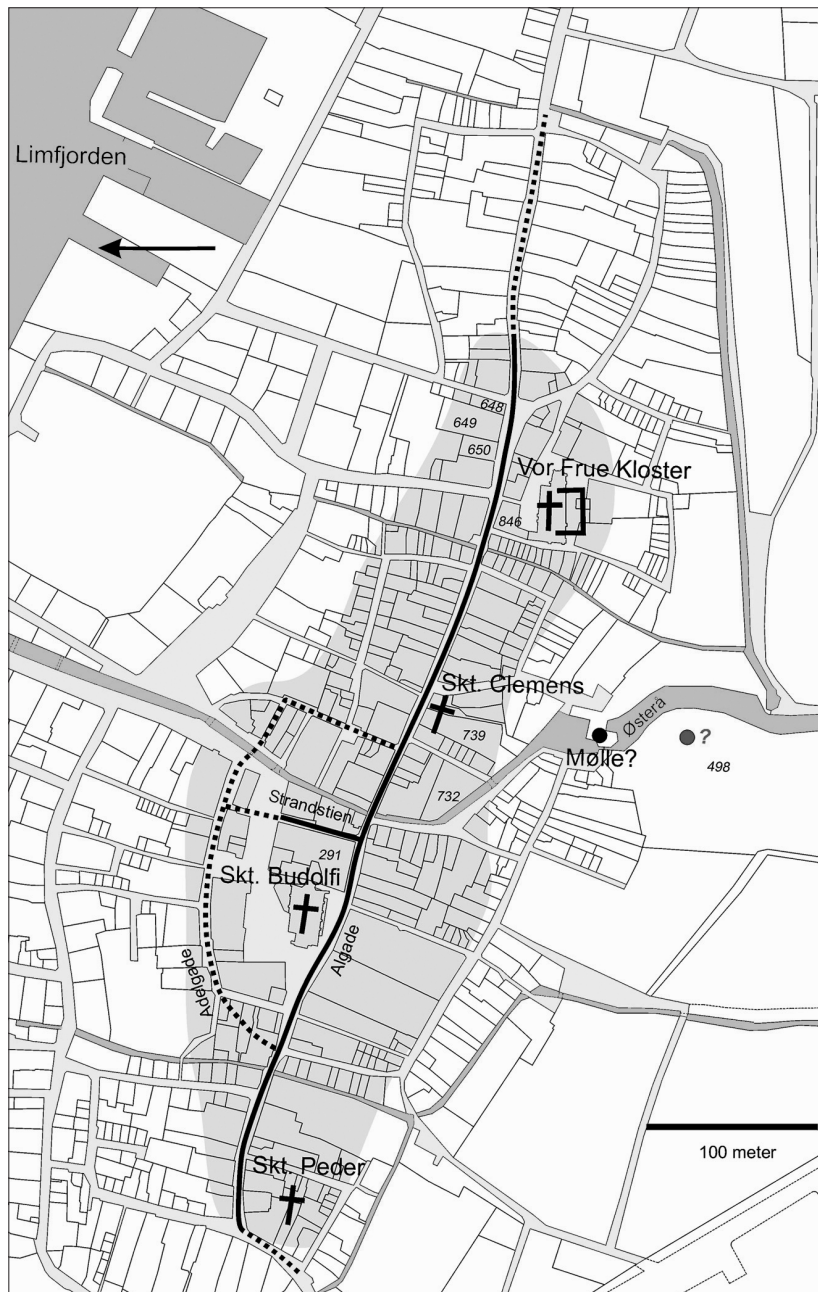 Limfjorden
648
649
650
Vor Frue Kloster
846
Skt. Clemens
739
Østerå
?
Mølle?
498
732
Strandstien
291
Skt. Budolfi
Algade
Adelgade
100 meter
Skt. Peder